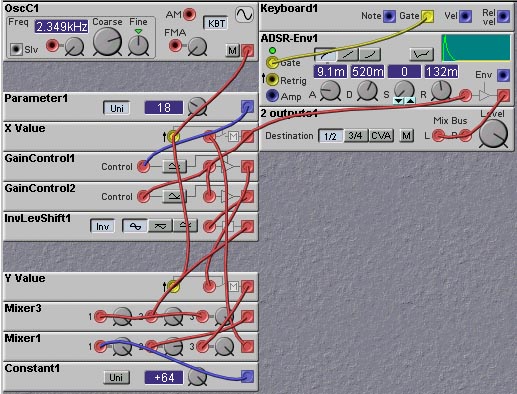 OscC1
Freq
2.349kHz
Coarse
Fine
AM
KBT
Slv
FMA
M
Parameter1
Uni
18
X Value
M
GainControl1
Control
GainControl2
Control
InvLevShift1
Inv
Y Value
M
Mixer3
1
2
3
Mixer1
1
2
3
Constant1
Uni
+64
Keyboard1
Note
Gate
Vel
Rel
vel
ADSR-Env1
Gate
9.1m
520m
0
132m
Env
Retrig
Amp
A
D
S
R
2 outputs1
Destination
1/2
3/4
CVA
M
Mix Bus
L
R
Level